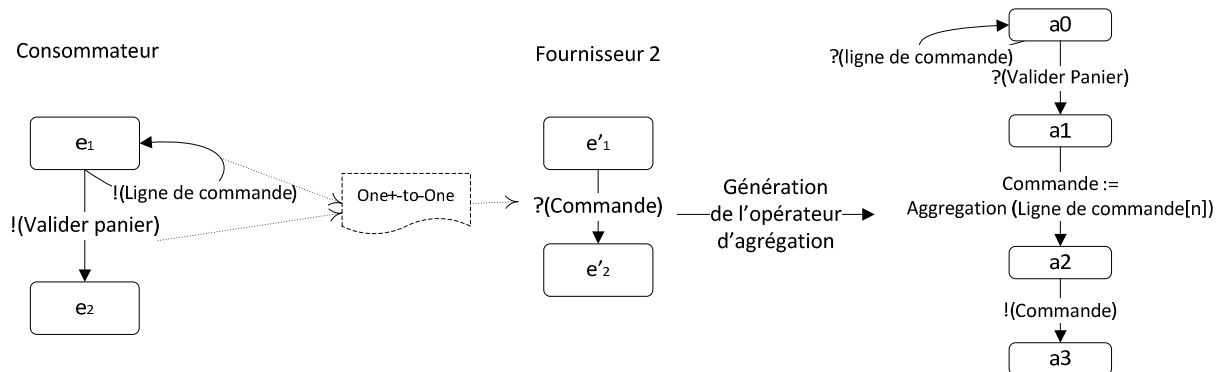 Consommateur
e1
!(Ligne de commande)
!(Valider panier)
e2
One+-to-One
Fournisseur 2
e'1
?(Commande)
e'2
Génération
de l'opérateur
d'agrégation
a0
?(ligne de commande)
?(Valider Panier)
a1
Commande :=
Aggregation (Ligne de commande[n])
a2
!(Commande)
a3